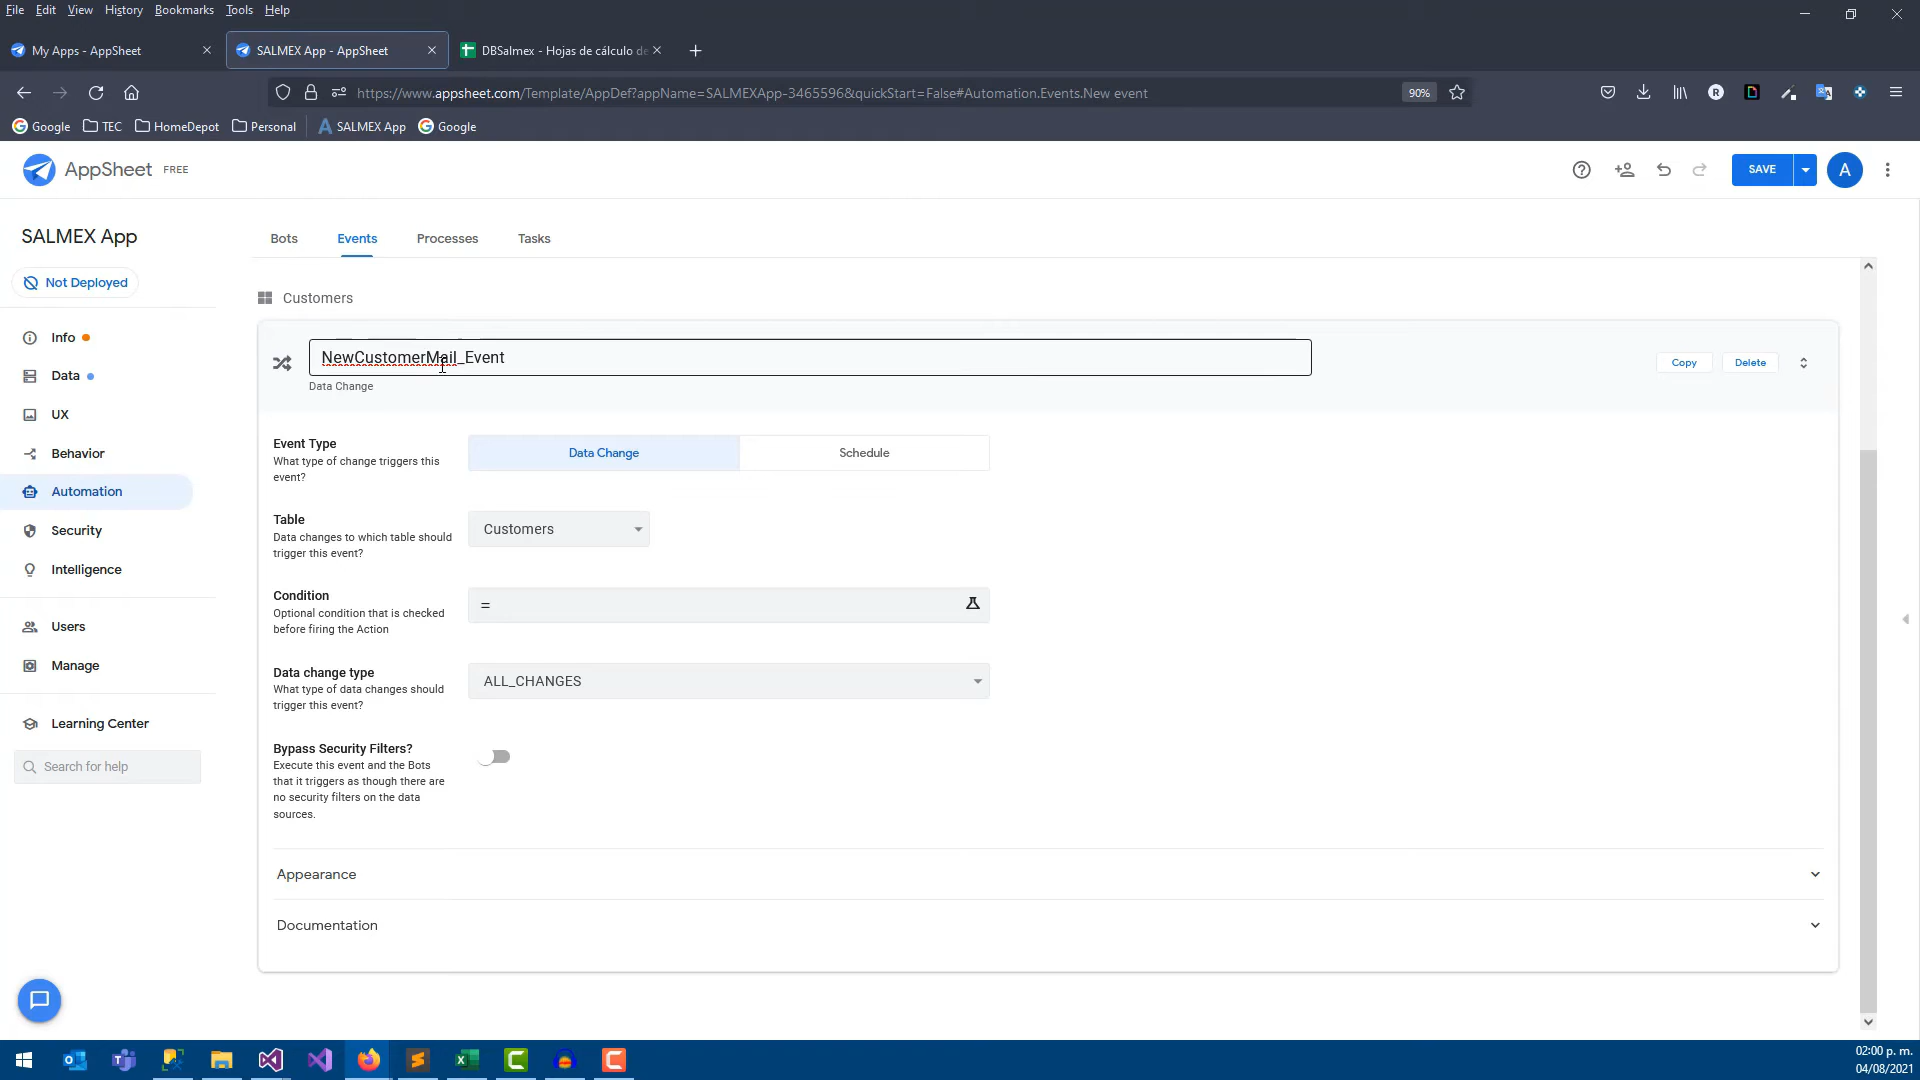 File Edit View History Bookmarks Tools Help
My Apps - AppSheet
SALMEX App - AppSheet
DBSalmex - Hojas de cálculo de
https://www.appsheet.com/Template/AppDef?appName=SALMEXApp-3465596&quickStart=False#Automation.Events.New event
90%
Google TEC HomeDepot Personal SALMEX App Google
AppSheet FREE
SAVE
A
SALMEX App
Not Deployed
Info
Data
UX
Behavior
Automation
Security
Intelligence
Users
Manage
Learning Center
Search for help
Bots Events Processes Tasks
Customers
NewCustomerMail_Event
Data Change
Copy
Delete
Event Type
What type of change triggers this
event?
Data Change
Schedule
Table
Data changes to which table should
trigger this event?
Customers
Condition
Optional condition that is checked
before firing the Action
=
Data change type
What type of data changes should
trigger this event?
ALL_CHANGES
Bypass Security Filters?
Execute this event and the Bots
that it triggers as though there are
no security filters on the data
sources.
Appearance
Documentation
02:00 p. m.
04/08/2021